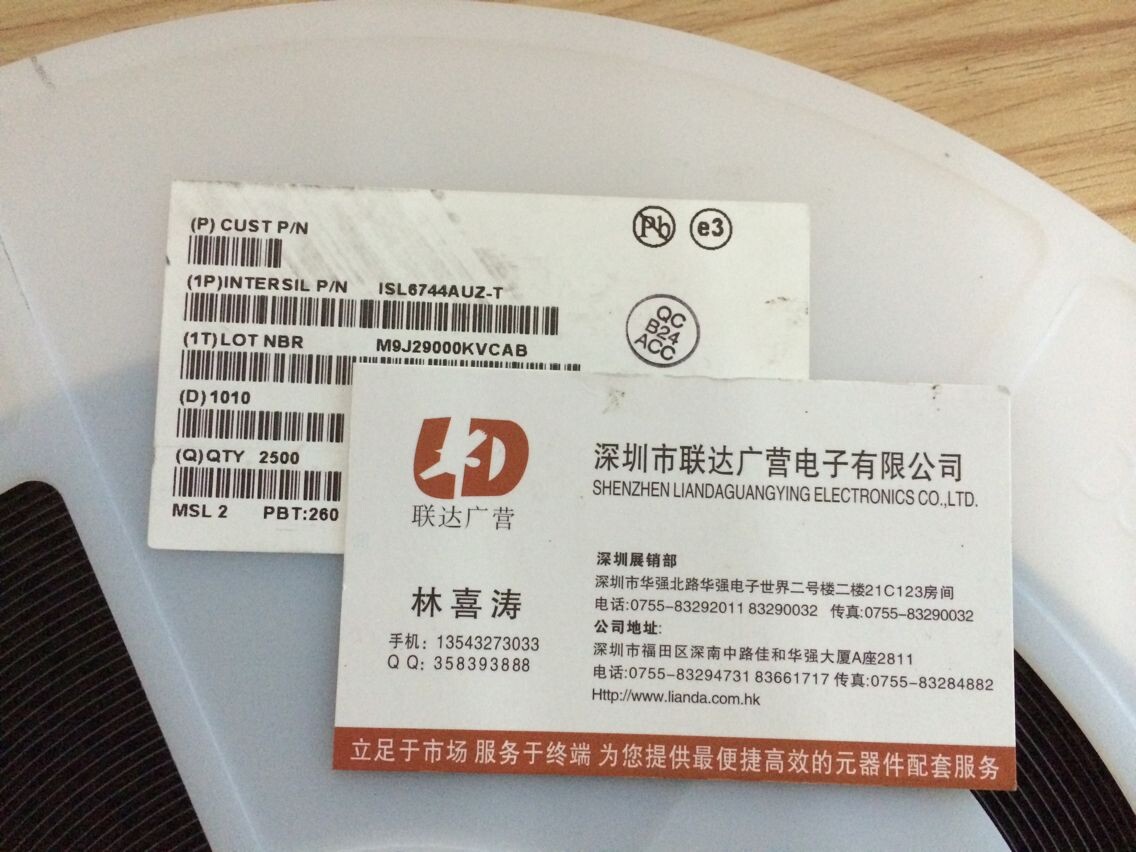 (P) CUST P/N
Pb
e3
(1P)INTERSIL P/N ISL6744AUZ-T
QC
B24
ACC
(1T)LOT NBR M9J29000KVCAB
(D)1010
(Q)QTY 2500
MSL 2 PBT:260
LD
联达广营
深圳市联达广营电子有限公司
SHENZHEN LIANDAGUANGYING ELECTRONICS CO.,LTD.
林喜涛
手机：13543273033
Q Q：358393888
深圳展销部
深圳市华强北路华强电子世界二号楼二楼21C123房间
电话:0755-83292011 83290032 传真:0755-83290032
公司地址:
深圳市福田区深南中路佳和华强大厦A座2811
电话:0755-83294731 83661717 传真:0755-83284882
Http://www.lianda.com.hk
立足于市场 服务于终端 为您提供最便捷高效的元器件配套服务